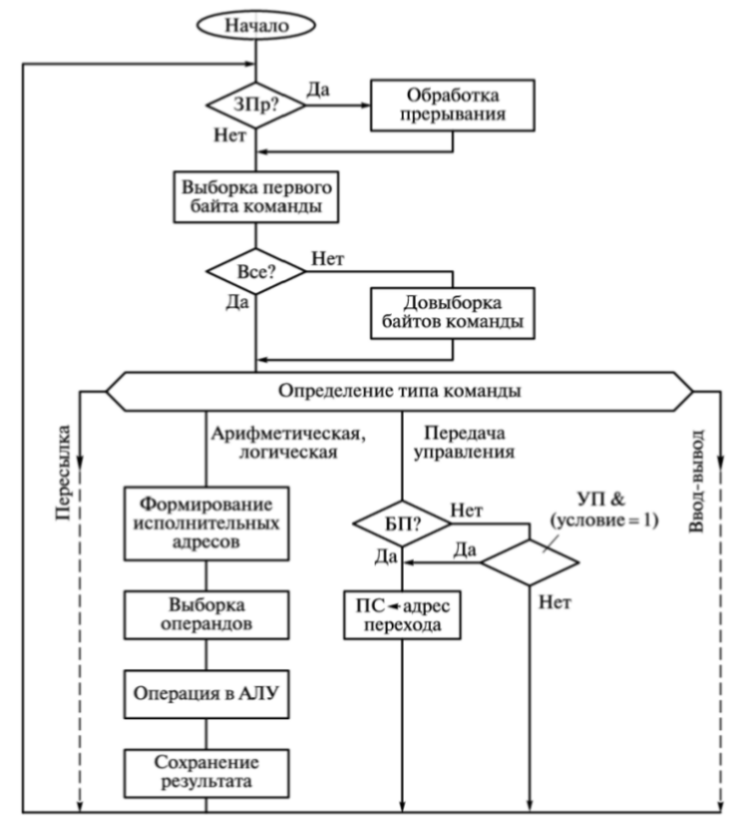 Начало
ЗПр?
Да
Обработка
прерывания
Нет
Выборка первого
байта команды
Все?
Нет
Да
Довыборка
байтов команды
Определение типа команды
Пересылка
Арифметическая,
логическая
Передача
управления
Ввод-вывод
Формирование
исполнительных
адресов
БП?
Нет
УП &
(условие = 1)
Да
Да
Нет
Выборка
операндов
ПС ◄ адрес
перехода
Операция в АЛУ
Сохранение
результата